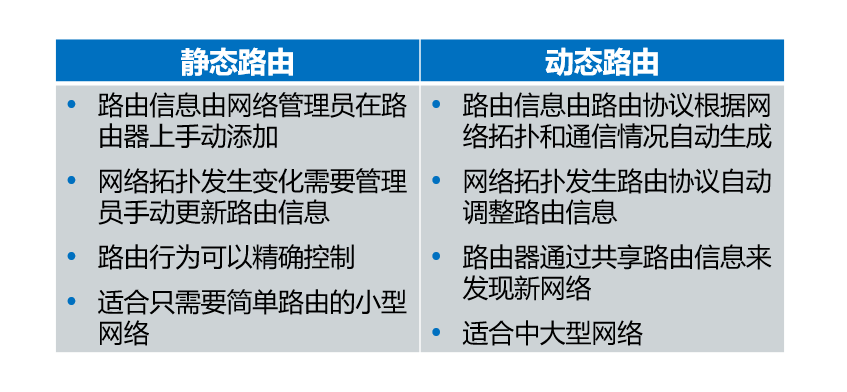 静态路由
动态路由
• 路由信息由网络管理员在路
由器上手动添加
• 网络拓扑发生变化需要管理
员手动更新路由信息
• 路由行为可以精确控制
• 适合只需要简单路由的小型
网络
• 路由信息由路由协议根据网
络拓扑和通信情况自动生成
• 网络拓扑发生路由协议自动
调整路由信息
• 路由器通过共享路由信息来
发现新网络
• 适合中大型网络